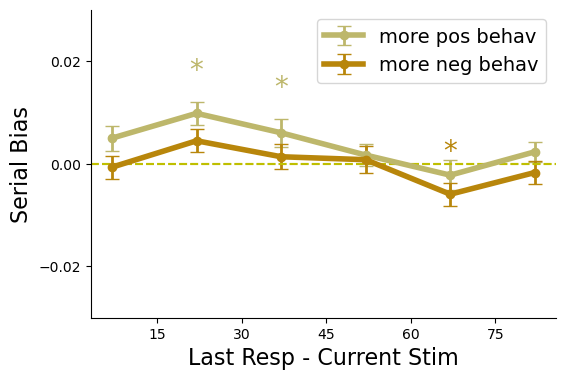 more pos behav
more neg behav
*
*
*
0.02
0.00
−0.02
Serial Bias
15 30 45 60 75
Last Resp - Current Stim